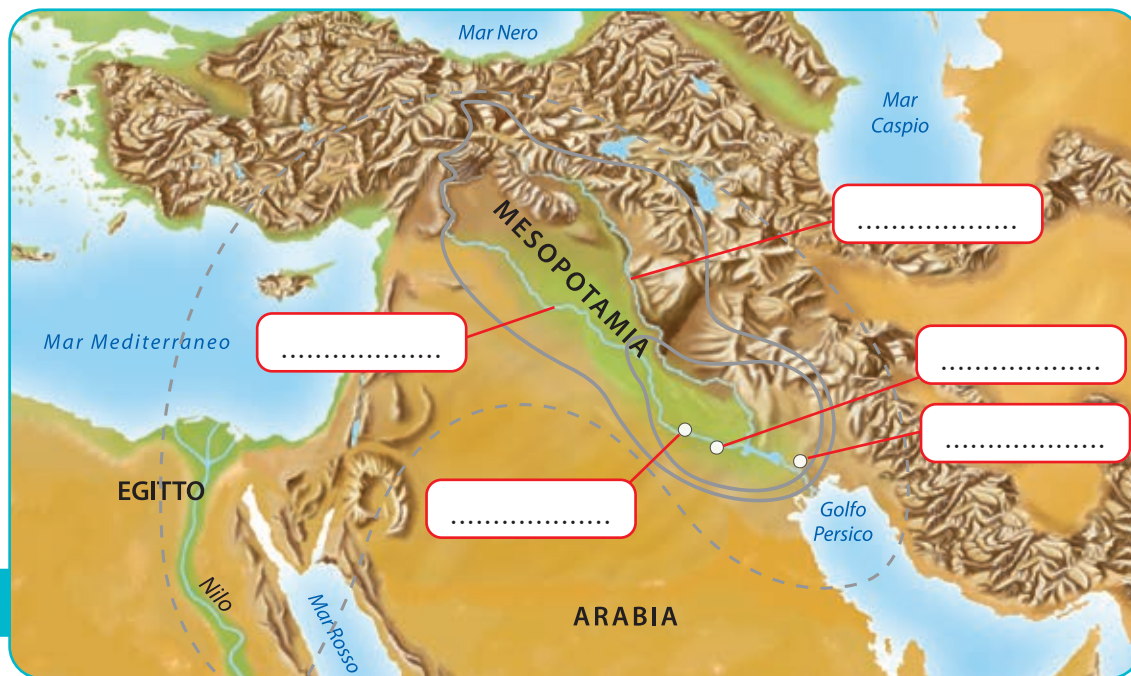 Mar Nero
Mar
Caspio
...................
MESOPOTAMIA
Mar Mediterraneo
...................
...................
...................
...................
EGITTO
Golfo
Persico
Nilo
Mar Rosso
ARABIA